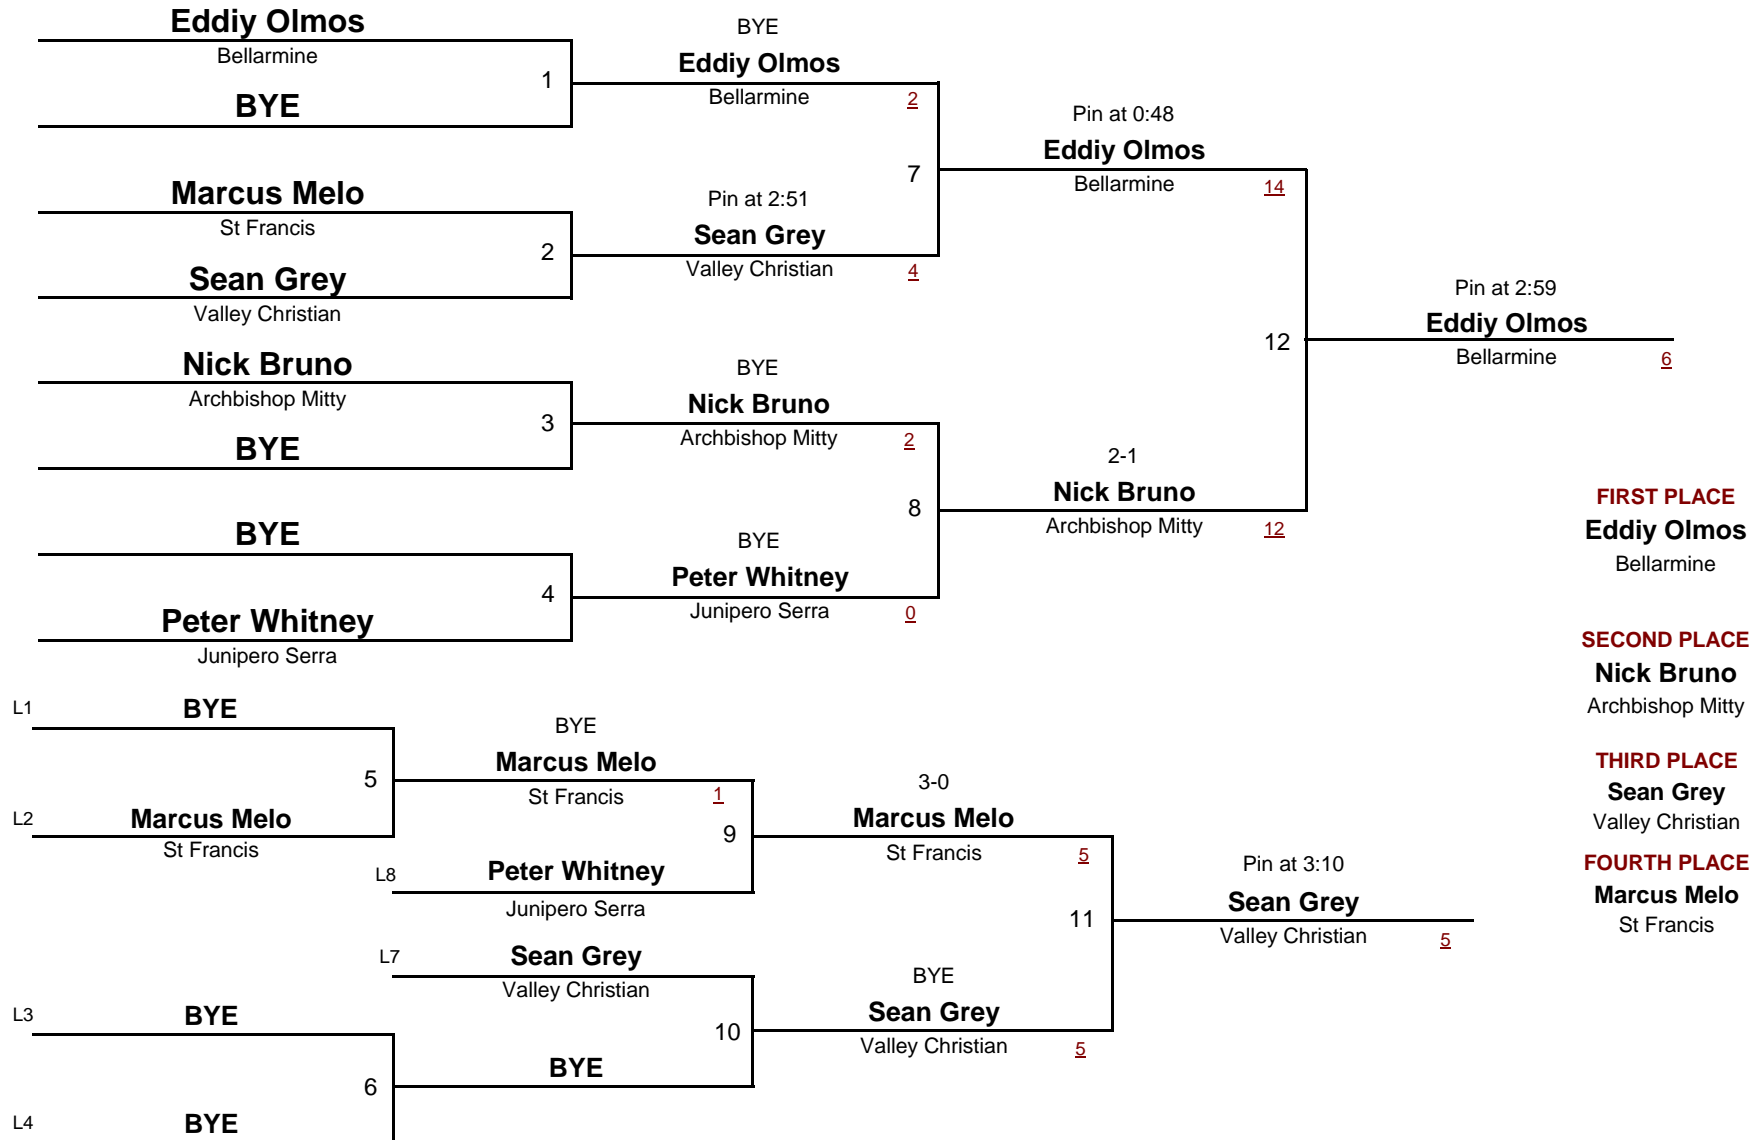 Eddiy Olmos
Bellarmine
1
BYE
BYE
Eddiy Olmos
Bellarmine
2
Marcus Melo
St Francis
2
Sean Grey
Valley Christian
Pin at 2:51
Sean Grey
Valley Christian
4
7
Pin at 0:48
Eddiy Olmos
Bellarmine
14
Nick Bruno
Archbishop Mitty
3
BYE
BYE
Nick Bruno
Archbishop Mitty
2
BYE
4
Peter Whitney
Junipero Serra
BYE
Peter Whitney
Junipero Serra
0
8
2-1
Nick Bruno
Archbishop Mitty
12
12
Pin at 2:59
Eddiy Olmos
Bellarmine
6
FIRST PLACE
Eddiy Olmos
Bellarmine
SECOND PLACE
Nick Bruno
Archbishop Mitty
THIRD PLACE
Sean Grey
Valley Christian
FOURTH PLACE
Marcus Melo
St Francis
L1
BYE
5
L2
Marcus Melo
St Francis
BYE
Marcus Melo
St Francis
1
9
L8
Peter Whitney
Junipero Serra
3-0
Marcus Melo
St Francis
5
L7
Sean Grey
Valley Christian
10
BYE
L3
BYE
6
L4
BYE
BYE
Sean Grey
Valley Christian
5
11
Pin at 3:10
Sean Grey
Valley Christian
5